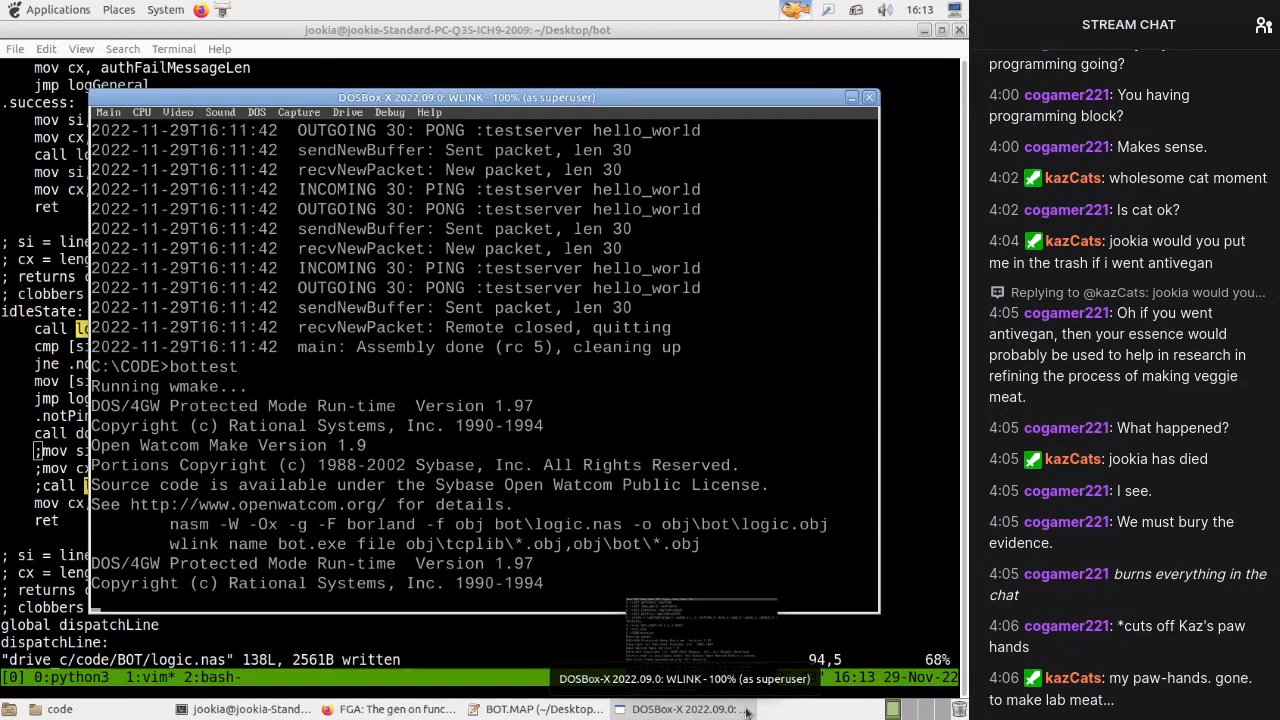 Applications Places System 16:13
jookia@jookia-Standard-PC-Q35-ICH9-2009: ~/Desktop/bot
File Edit View Search Terminal Help
mov cx, authFailMessageLen
jmp logGeneral
.success:
mov si
mov cx
call lo
mov si
mov cx,
ret
; si = line
; cx = leng
; returns c
; clobbers
idleState:
call lo
cmp [si
jne .no
mov [si
jmp log
.notPin
call do
;mov si
;mov cx
;call l
mov cx,
ret
; si = line
; cx = leng
; returns
; clobbers
global dispatchLine
dispatchLine:
DOSBox-X 2022.09.0: WLINK - 100% (as superuser)
Main CPU Video Sound DOS Capture Drive Debug Help
2022-11-29T16:11:42 OUTGOING 30: PONG :testserver hello_world
2022-11-29T16:11:42 sendNewBuffer: Sent packet, len 30
2022-11-29T16:11:42 recvNewPacket: New packet, len 30
2022-11-29T16:11:42 INCOMING 30: PING :testserver hello_world
2022-11-29T16:11:42 OUTGOING 30: PONG :testserver hello_world
2022-11-29T16:11:42 sendNewBuffer: Sent packet, len 30
2022-11-29T16:11:42 recvNewPacket: New packet, len 30
2022-11-29T16:11:42 INCOMING 30: PING :testserver hello_world
2022-11-29T16:11:42 OUTGOING 30: PONG :testserver hello_world
2022-11-29T16:11:42 sendNewBuffer: Sent packet, len 30
2022-11-29T16:11:42 recvNewPacket: Remote closed, quitting
2022-11-29T16:11:42 main: Assembly done (rc 5), cleaning up
C:\CODE>bottest
Running wmake...
DOS/4GW Protected Mode Run-time Version 1.97
Copyright (c) Rational Systems, Inc. 1990-1994
Open Watcom Make Version 1.9
Portions Copyright (c) 1988-2002 Sybase, Inc. All Rights Reserved.
Source code is available under the Sybase Open Watcom Public License.
See http://www.openwatcom.org/ for details.
nasm -W -Ox -g -F borland -f obj bot\logic.nas -o obj\bot\logic.obj
wlink name bot.exe file obj\tcplib\*.obj,obj\bot\*.obj
DOS/4GW Protected Mode Run-time Version 1.97
Copyright (c) Rational Systems, Inc. 1990-1994
"drive/code/BOT/logic.nas" 138L, 2561B writ 94,5 68%
[0] 0:python3 1:vim* 2:bash- 16:13 29-Nov-22
DOSBox-X 2022.09.0: WLINK - 100% (as superuser)
code jookia@jookia-Standa... FGA: The gen on func... BOT.MAP (~/Desktop... DOSBox-X 2022.09.0: ...
STREAM CHAT
programming going?
4:00 cogamer221: You having
programming block?
4:00 cogamer221: Makes sense.
4:02 kazCats: wholesome cat moment
4:02 cogamer221: Is cat ok?
4:04 kazCats: jookia would you put
me in the trash if i went antivegan
Replying to @kazCats: jookia would you...
4:05 cogamer221: Oh if you went
antivegan, then your essence would
probably be used to help in research in
refining the process of making veggie
meat.
4:05 cogamer221: What happened?
4:05 kazCats: jookia has died
4:05 cogamer221: I see.
4:05 cogamer221: We must bury the
evidence.
4:05 cogamer221 burns everything in the
chat
4:06 cogamer221: *cuts off Kaz's paw
hands
4:06 kazCats: my paw-hands. gone.
to make lab meat...